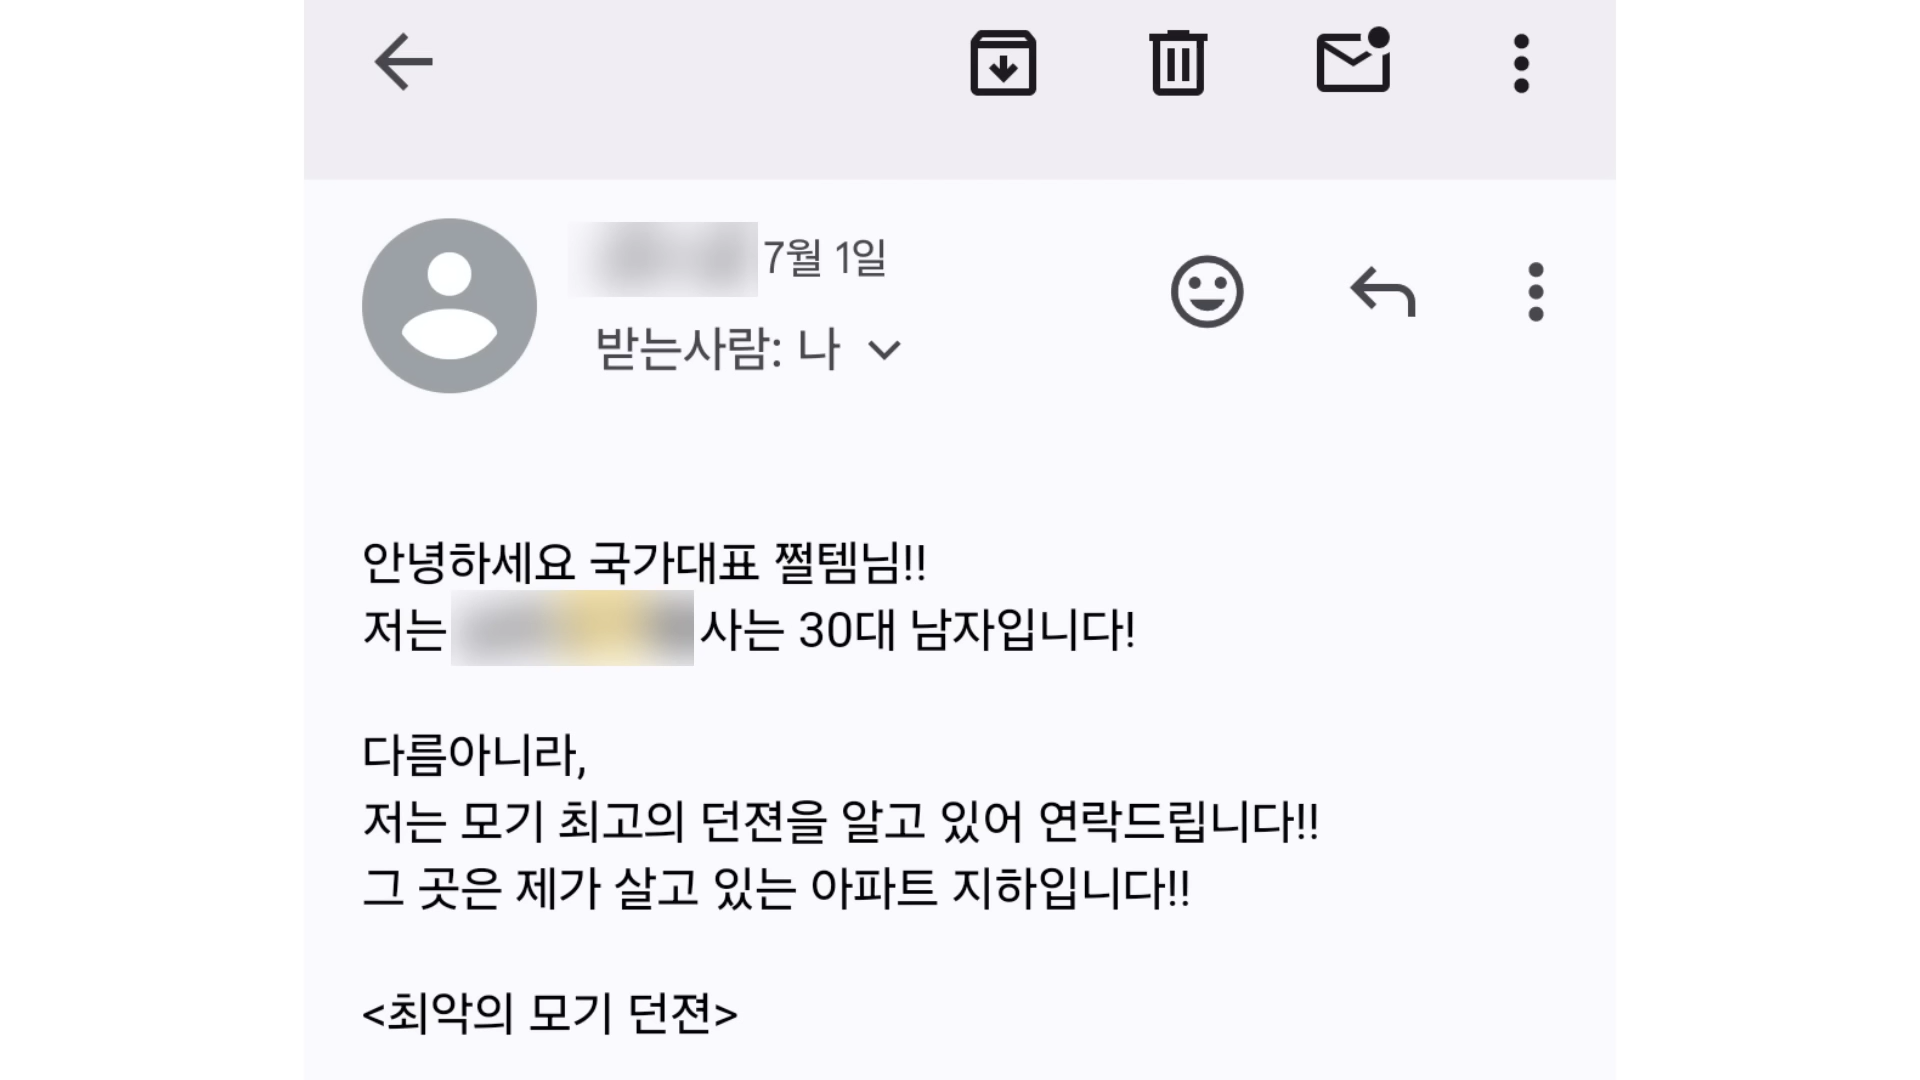 7월 1일
받는사람: 나
안녕하세요 국가대표 쩔템님!!
저는 사는 30대 남자입니다!
다름아니라,
저는 모기 최고의 던젼을 알고 있어 연락드립니다!!
그 곳은 제가 살고 있는 아파트 지하입니다!!
<최악의 모기 던젼>